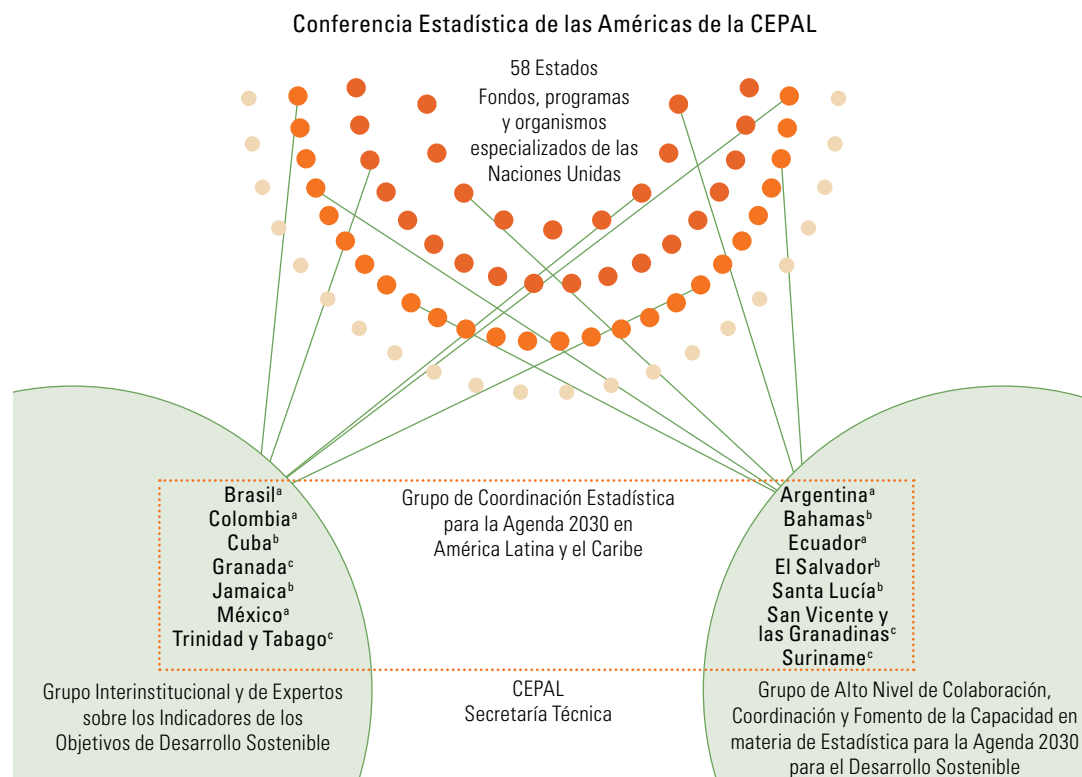 Conferencia Estadística de las Américas de la CEPAL
58 Estados
Fondos, programas
y organismos
especializados de las
Naciones Unidas
Brasilᵃ
Colombiaᵃ
Cubaᵇ
Granadaᶜ
Jamaicaᵇ
Méxicoᵃ
Trinidad y Tabagoᶜ
Grupo de Coordinación Estadística
para la Agenda 2030 en
América Latina y el Caribe
Argentinaᵃ
Bahamasᵇ
Ecuadorᵃ
El Salvadorᵇ
Santa Lucíaᵇ
San Vicente y
las Granadinasᶜ
Surinameᶜ
Grupo Interinstitucional y de Expertos
sobre los Indicadores de los
Objetivos de Desarrollo Sostenible
CEPAL
Secretaría Técnica
Grupo de Alto Nivel de Colaboración,
Coordinación y Fomento de la Capacidad en
materia de Estadística para la Agenda 2030
para el Desarrollo Sostenible